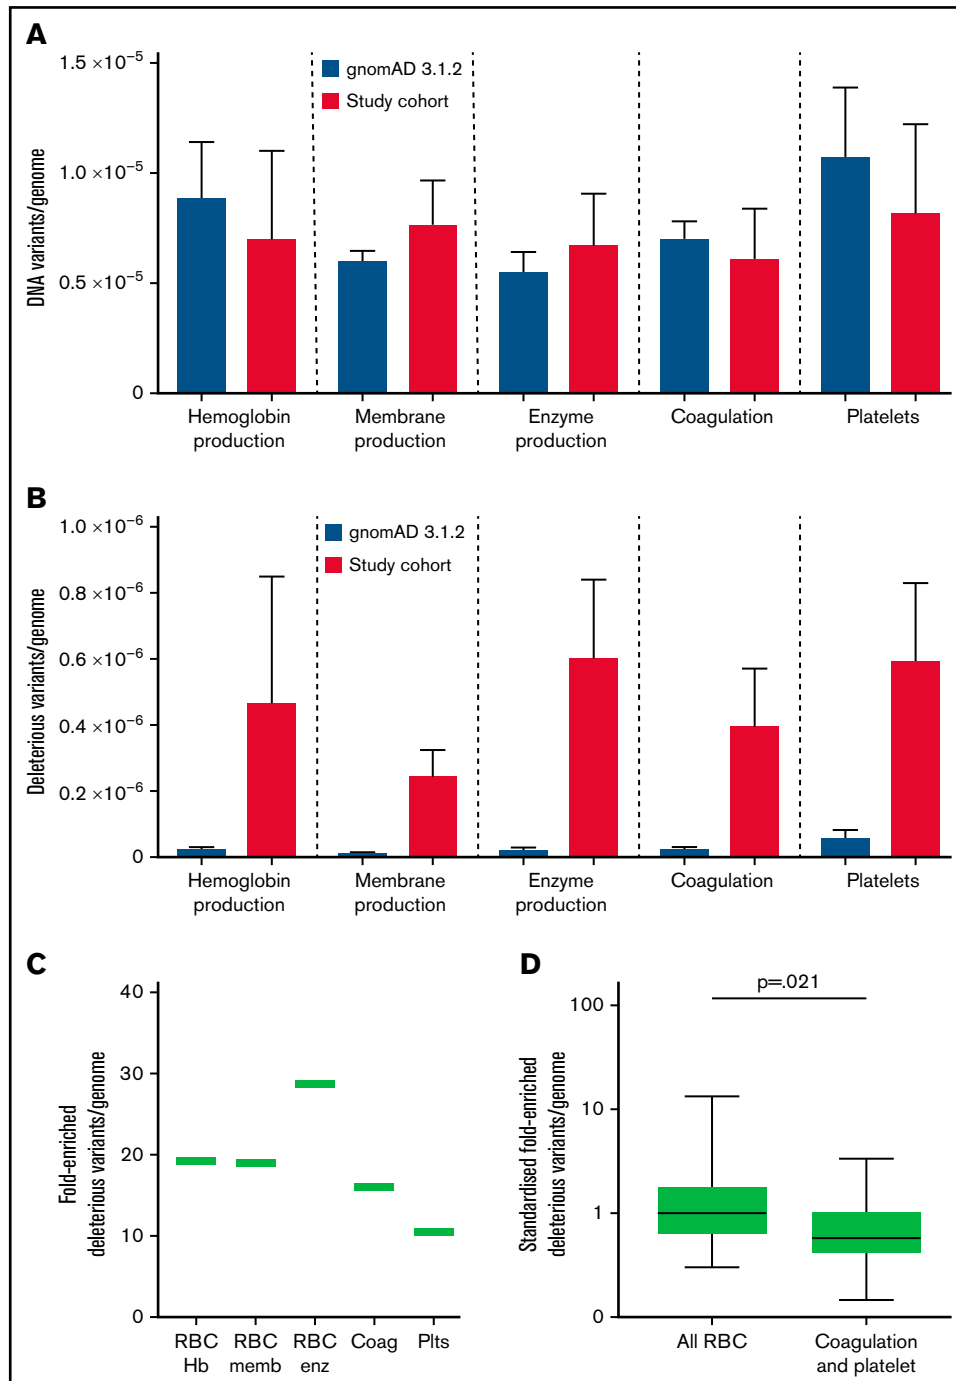 A
DNA variants/genome
1.5 ×10⁻⁵
1.0 ×10⁻⁵
0.5 ×10⁻⁵
0
gnomAD 3.1.2
Study cohort
Hemoglobin production
Membrane production
Enzyme production
Coagulation
Platelets
B
Deleterious variants/genome
1.0 ×10⁻⁶
0.8 ×10⁻⁶
0.6 ×10⁻⁶
0.4 ×10⁻⁶
0.2 ×10⁻⁶
0
gnomAD 3.1.2
Study cohort
Hemoglobin production
Membrane production
Enzyme production
Coagulation
Platelets
C
Fold-enriched
deleterious variants/genome
40
30
20
10
0
RBC Hb
RBC memb
RBC enz
Coag
Plts
D
Standardised fold-enriched
deleterious variants/genome
100
10
1
0
p=.021
All RBC
Coagulation and platelet